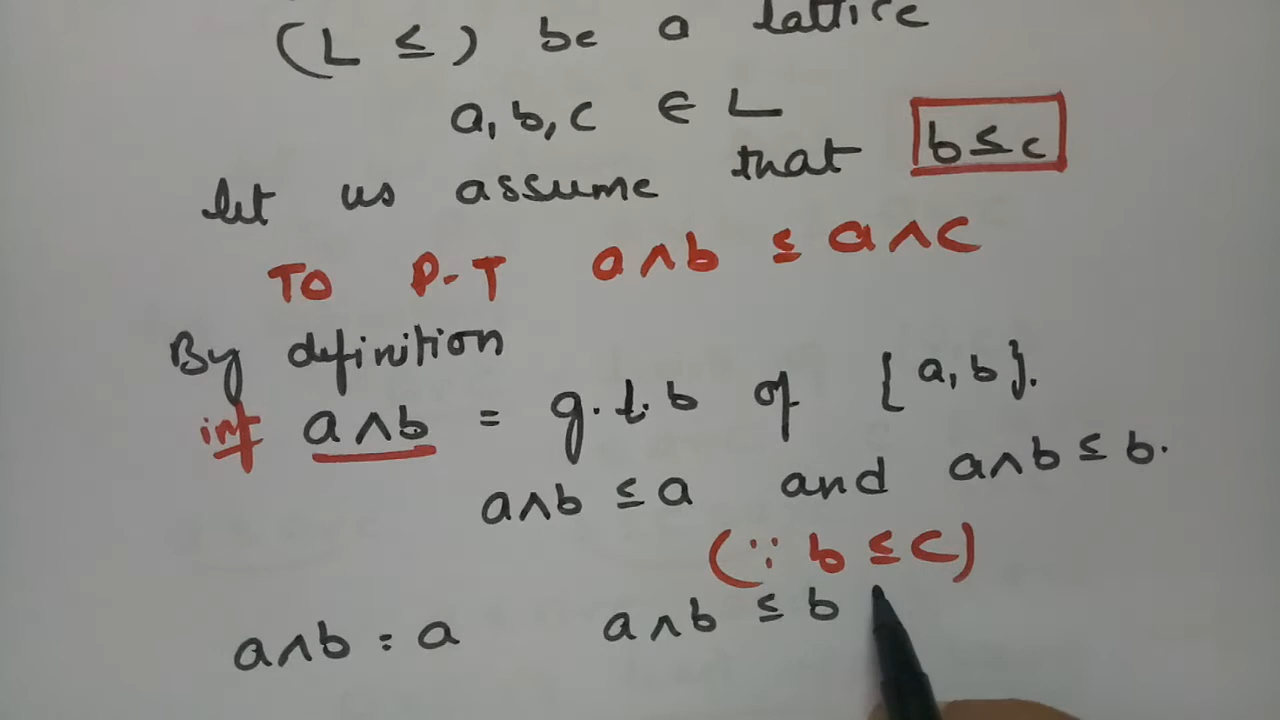 (L ≤) be a lattice
a, b, c ∈ L
let us assume that b ≤ c
TO P-T a∧b ≤ a∧c
By definition
inf a∧b = g.l.b of {a, b}.
a∧b ≤ a and a∧b ≤ b.
(∵ b ≤ c)
a∧b = a a∧b ≤ b